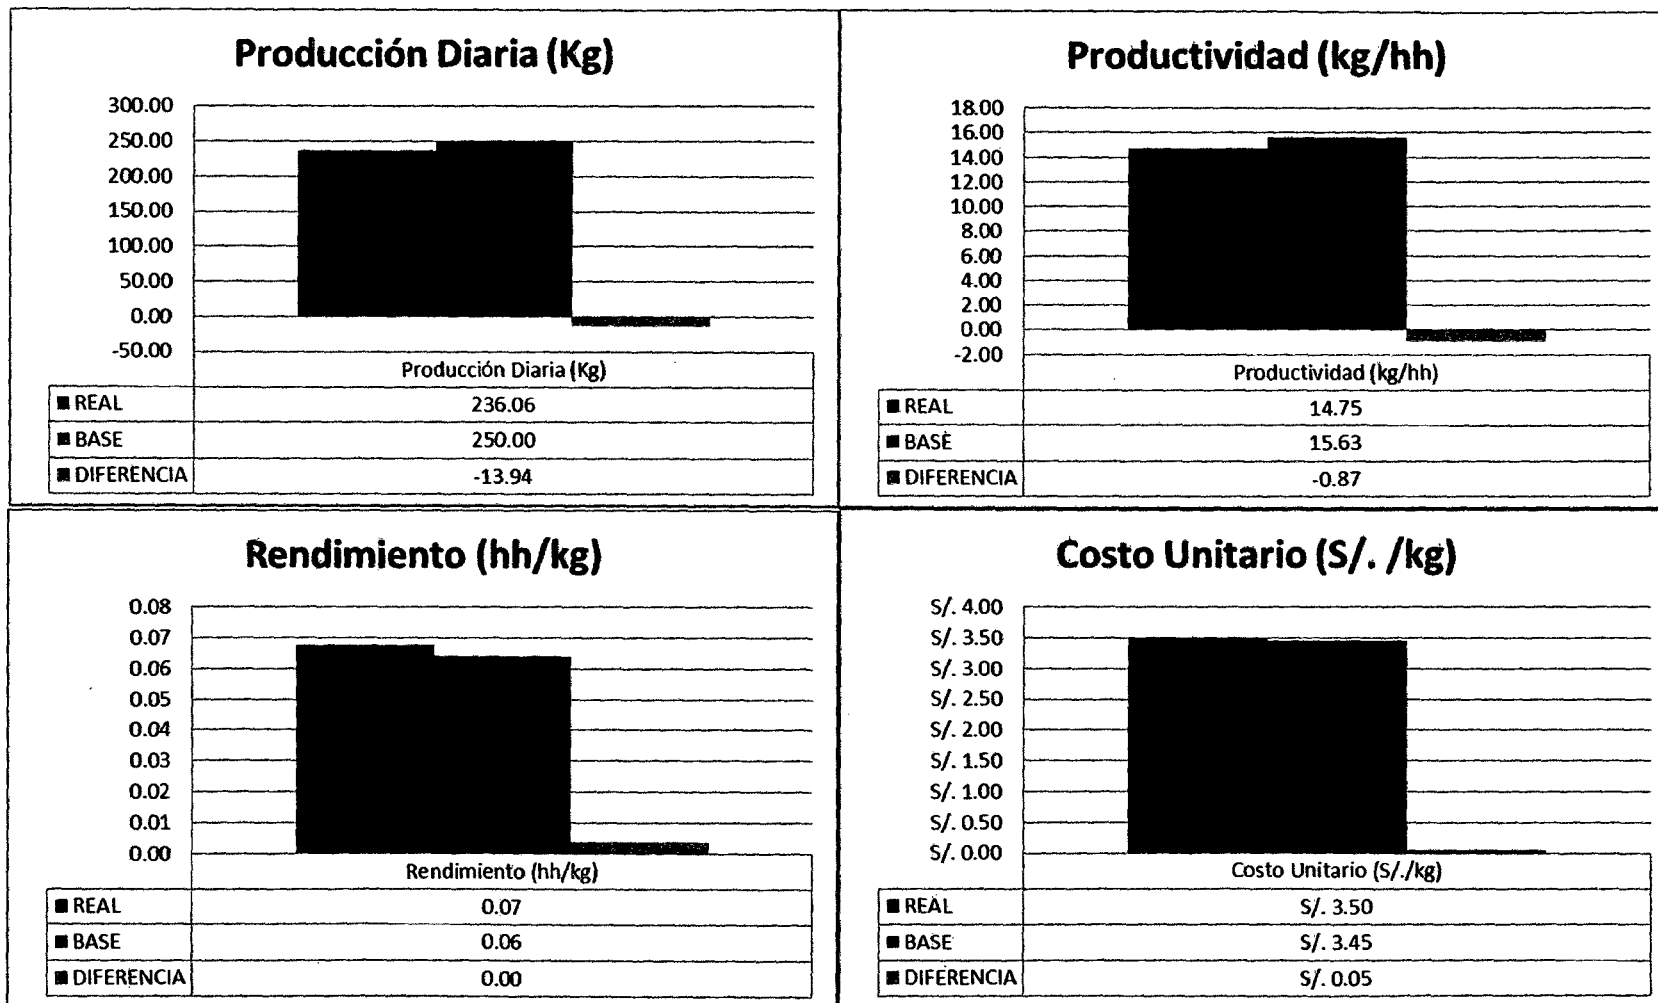 Producción Diaria (Kg)
300.00
250.00
200.00
150.00
100.00
50.00
0.00
-50.00
Producción Diaria (Kg)
REAL 236.06
BASE 250.00
DIFERENCIA -13.94
Productividad (kg/hh)
18.00
16.00
14.00
12.00
10.00
8.00
6.00
4.00
2.00
0.00
-2.00
Productividad (kg/hh)
REAL 14.75
BASE 15.63
DIFERENCIA -0.87
Rendimiento (hh/kg)
0.08
0.07
0.06
0.05
0.04
0.03
0.02
0.01
0.00
Rendimiento (hh/kg)
REAL 0.07
BASE 0.06
DIFERENCIA 0.00
Costo Unitario (S/. /kg)
S/. 4.00
S/. 3.50
S/. 3.00
S/. 2.50
S/. 2.00
S/. 1.50
S/. 1.00
S/. 0.50
S/. 0.00
Costo Unitario (S/./kg)
REAL S/. 3.50
BASE S/. 3.45
DIFERENCIA S/. 0.05